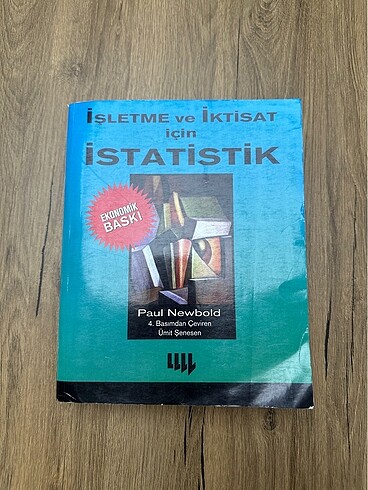 İŞLETME ve İKTİSAT
için
İSTATİSTİK
EKONOMİK
BASKI
Paul Newbold
4. Basımdan Çeviren
Ümit Şenesen